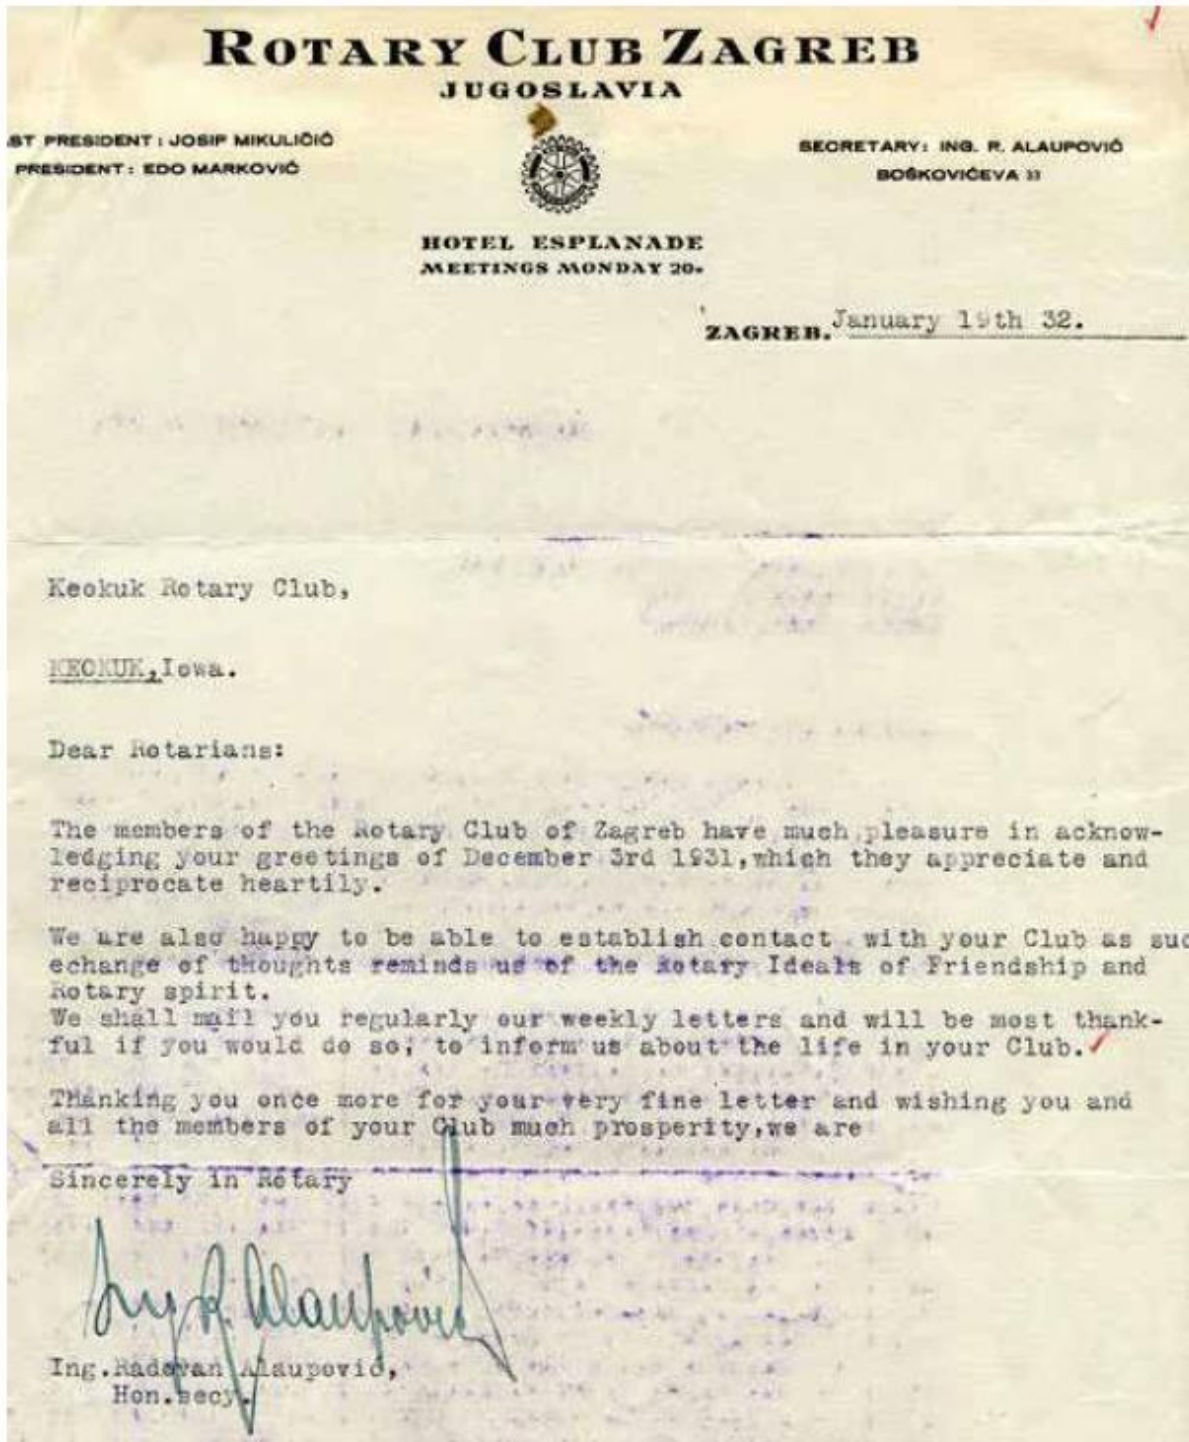 ROTARY CLUB ZAGREB
JUGOSLAVIA
ST PRESIDENT : JOSIP MIKULIČIĆ
PRESIDENT : EDO MARKOVIĆ
SECRETARY: ING. R. ALAUPOVIĆ
BOŠKOVIĆEVA 33
HOTEL ESPLANADE
MEETINGS MONDAY 20.
ZAGREB. January 19th 32.
Keokuk Rotary Club,
KEOKUK,Iowa.
Dear Rotarians:
The members of the Rotary Club of Zagreb have much pleasure in acknow-
ledging your greetings of December 3rd 1931,which they appreciate and
reciprocate heartily.
We are also happy to be able to establish contact with your Club as suc
echange of thoughts reminds us of the Rotary Ideals of Friendship and
Rotary spirit.
We shall mail you regularly our weekly letters and will be most thank-
ful if you would do so, to inform us about the life in your Club.
Thanking you once more for your very fine letter and wishing you and
all the members of your Club much prosperity,we are
Sincerely in Rotary
Ing. R. Alaupović
Ing.Radovan Alaupović,
Hon.secy.